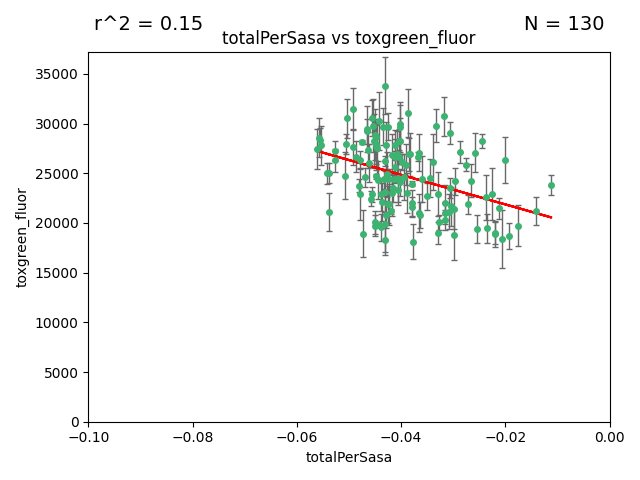 r^2 = 0.15
N = 130
totalPerSasa vs toxgreen_fluor
35000
30000
25000
20000
15000
10000
5000
0
toxgreen_fluor
−0.10
−0.08
−0.06
−0.04
−0.02
0.00
totalPerSasa